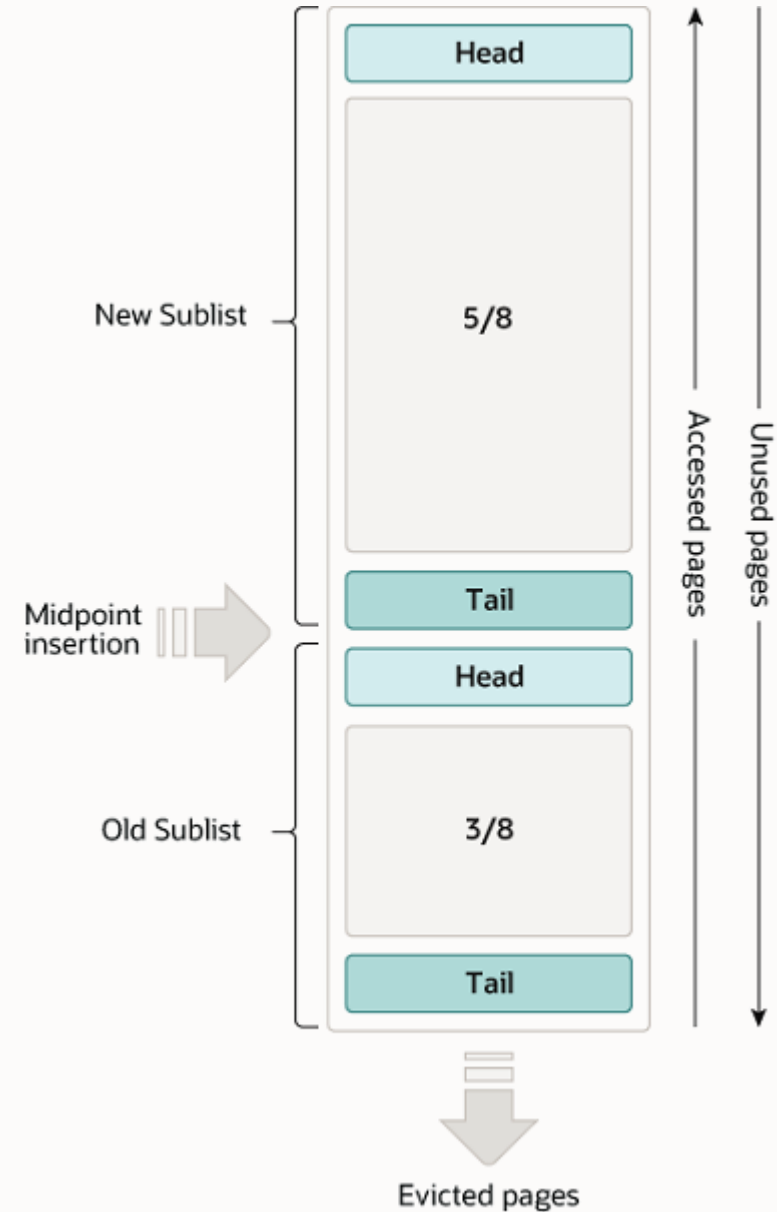 Head
New Sublist
5/8
Accessed pages
Unused pages
Midpoint
insertion
Tail
Head
Old Sublist
3/8
Tail
Evicted pages